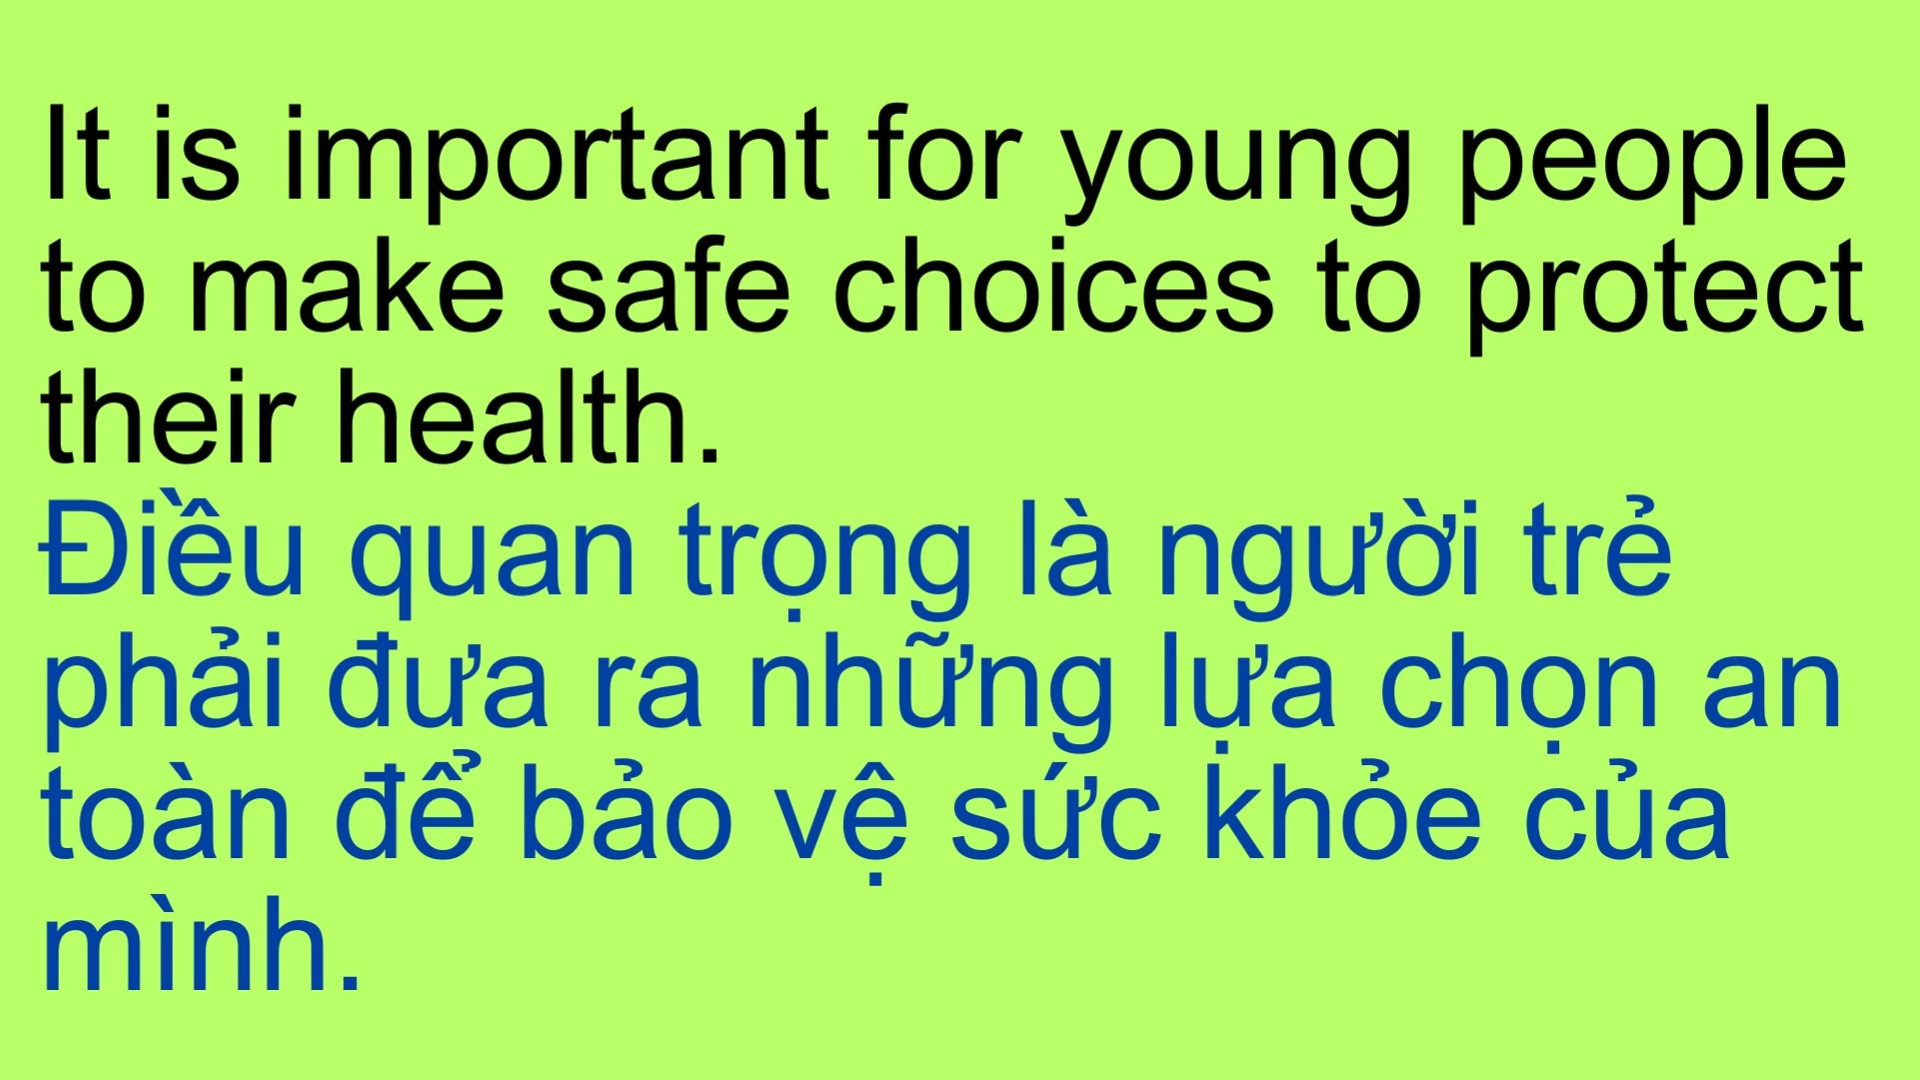 It is important for young people
to make safe choices to protect
their health.
Điều quan trọng là người trẻ
phải đưa ra những lựa chọn an
toàn để bảo vệ sức khỏe của
mình.